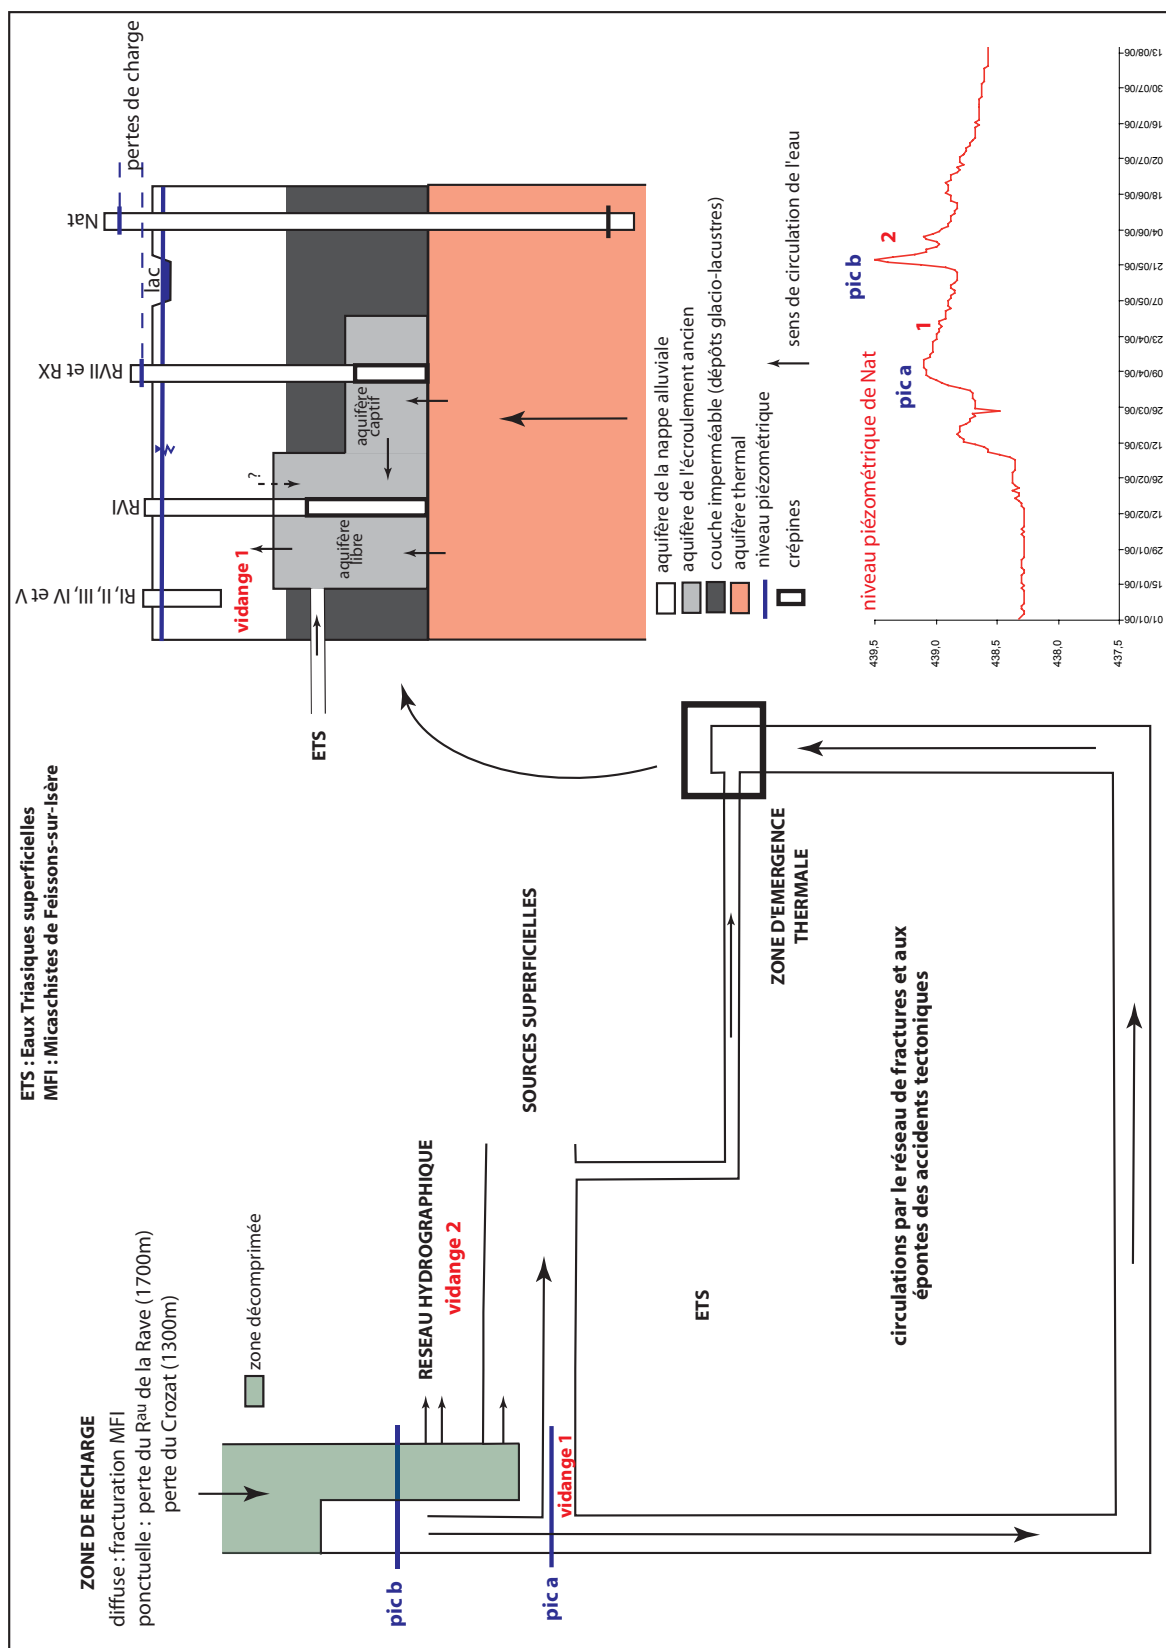 ETS : Eaux Triasiques superficielles
MFI : Micaschistes de Feissons-sur-Isère
ZONE DE RECHARGE
diffuse : fracturation MFI
ponctuelle : perte du Rau de la Rave (1700m)
perte du Crozat (1300m)
zone décomprimée
pic b
pic a
vidange 1
RESEAU HYDROGRAPHIQUE
vidange 2
SOURCES SUPERFICIELLES
ETS
ZONE D'EMERGENCE
THERMALE
circulations par le réseau de fractures et aux
épontes des accidents tectoniques
ETS
RI, II, III, IV et V
RVI
RVII et RX
lac
Nat
pertes de charge
vidange 1
?
aquifère
libre
aquifère
captif
aquifère de la nappe alluviale
aquifère de l'écroulement ancien
couche imperméable (dépôts glacio-lacustres)
aquifère thermal
niveau piézométrique
crépines
sens de circulation de l'eau
niveau piézométrique de Nat
pic a
1
pic b
2
439,5
439,0
438,5
438,0
437,5
01/01/06
15/01/06
29/01/06
12/02/06
26/02/06
12/03/06
26/03/06
09/04/06
23/04/06
07/05/06
21/05/06
04/06/06
18/06/06
02/07/06
16/07/06
30/07/06
13/08/06